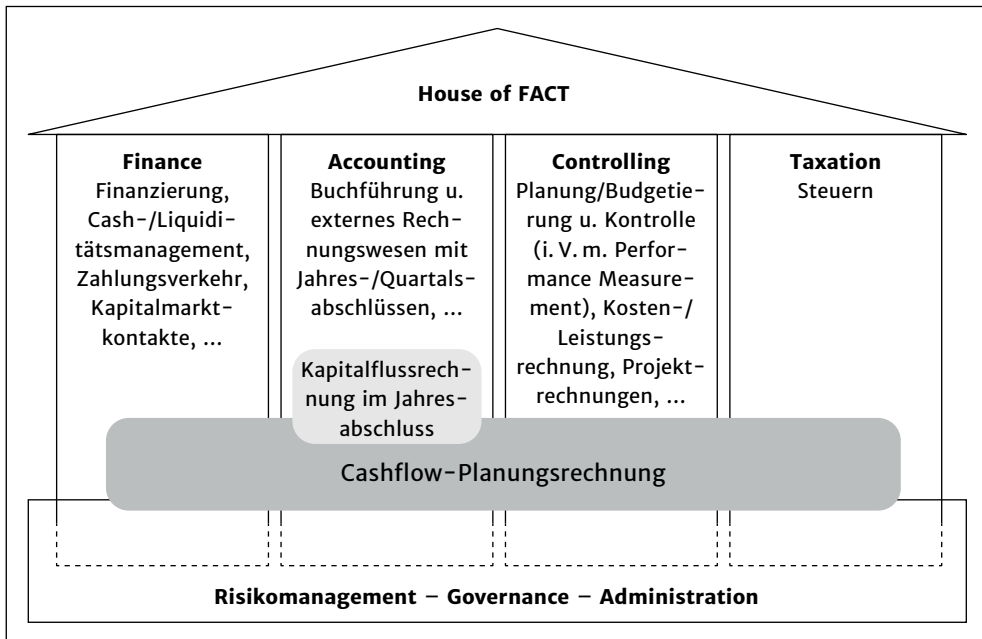 House of FACT
Finance
Finanzierung,
Cash-/Liquidi-
tätsmanagement,
Zahlungsverkehr,
Kapitalmarkt-
kontakte, ...
Accounting
Buchführung u.
externes Rech-
nungswesen mit
Jahres-/Quartals-
abschlüssen, ...
Kapitalflussrech-
nung im Jahres-
abschluss
Controlling
Planung/Budgetie-
rung u. Kontrolle
(i. V. m. Perfor-
mance Measure-
ment), Kosten-/
Leistungs-
rechnung, Projekt-
rechnungen, ...
Taxation
Steuern
Cashflow-Planungsrechnung
Risikomanagement – Governance – Administration